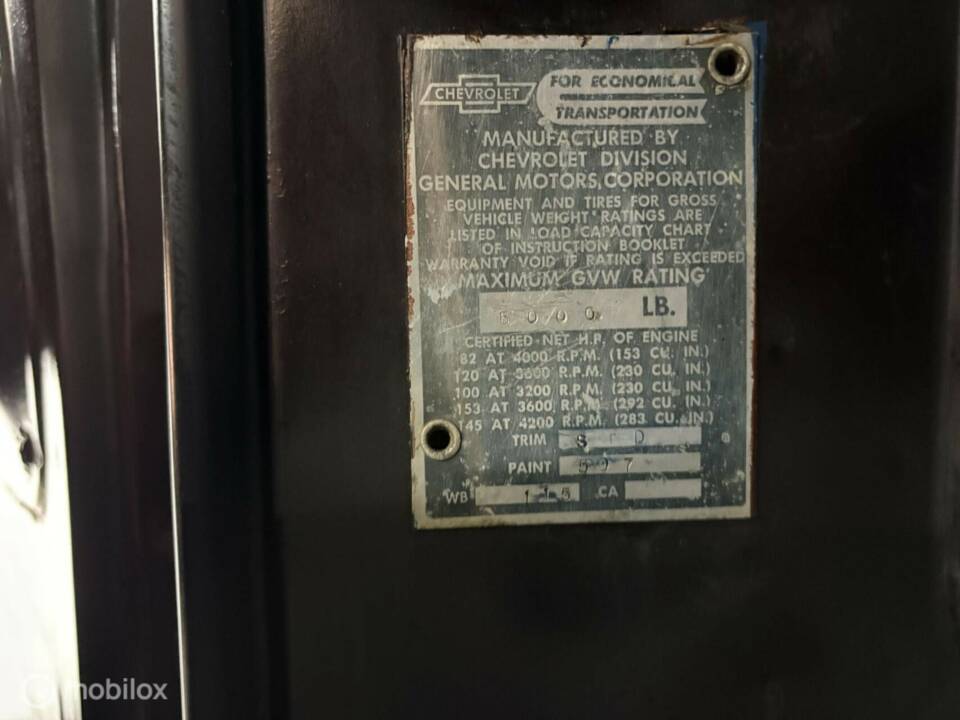 CHEVROLET
FOR ECONOMICAL
TRANSPORTATION
MANUFACTURED BY
CHEVROLET DIVISION
GENERAL MOTORS CORPORATION
EQUIPMENT AND TIRES FOR GROSS
VEHICLE WEIGHT RATINGS ARE
LISTED IN LOAD CAPACITY CHART
OF INSTRUCTION BOOKLET
WARRANTY VOID IF RATING IS EXCEEDED
MAXIMUM GVW RATING
LB.
CERTIFIED NET H.P. OF ENGINE
82 AT 4000 R.P.M. (153 CU. IN.)
120 AT 3600 R.P.M. (230 CU. IN.)
100 AT 3200 R.P.M. (230 CU. IN.)
153 AT 3600 R.P.M. (292 CU. IN.)
145 AT 4200 R.P.M. (283 CU. IN.)
TRIM STD
PAINT 507
WB 115 CA
mobilox